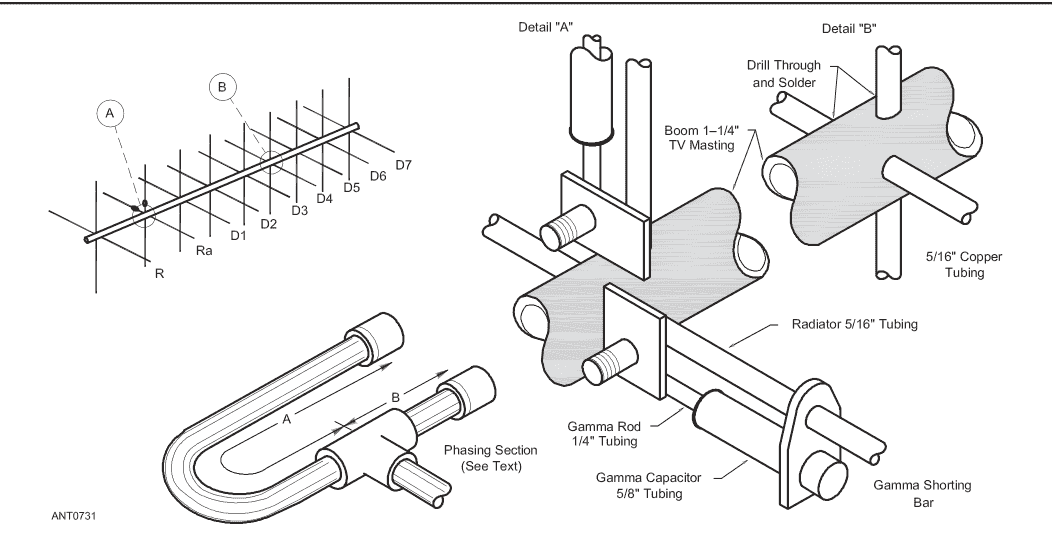 Detail "A"
Detail "B"
Drill Through
and Solder
B
A
Boom 1–1/4"
TV Masting
D7
D6
D5
D4
D3
D2
D1
Ra
R
5/16" Copper
Tubing
Radiator 5/16" Tubing
A
B
Phasing Section
(See Text)
Gamma Rod
1/4" Tubing
Gamma Capacitor
5/8" Tubing
Gamma Shorting
Bar
ANT0731